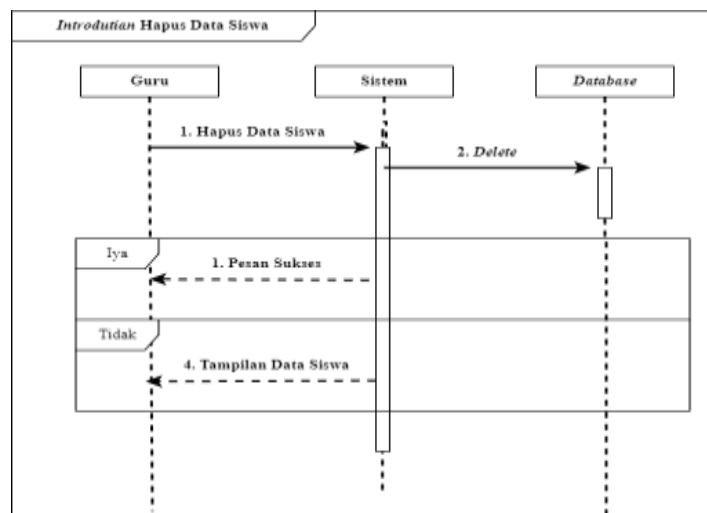 Introdutian Hapus Data Siswa
Guru
Sistem
Database
1. Hapus Data Siswa
2. Delete
Iya
1. Pesan Sukses
Tidak
4. Tampilan Data Siswa